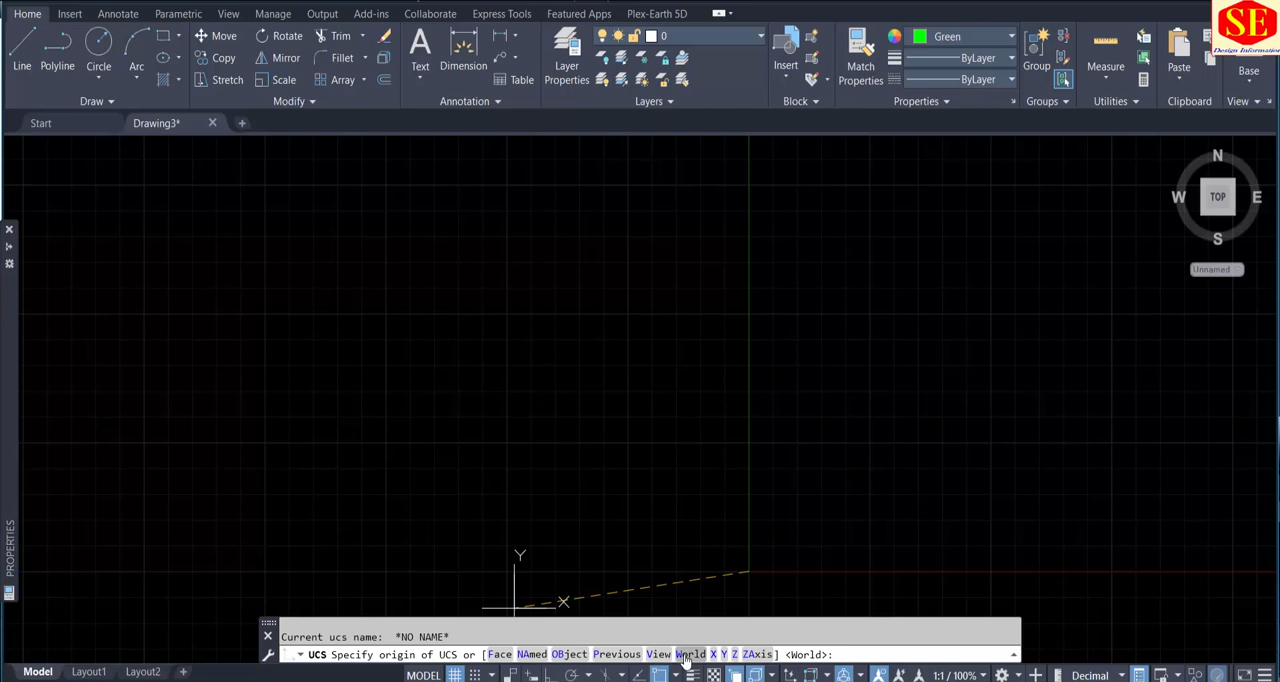 Home Insert Annotate Parametric View Manage Output Add-ins Collaborate Express Tools Featured Apps Plex-Earth 5D
SE
Design Information
Move Rotate Trim
Copy Mirror Fillet
Stretch Scale Array
Line Polyline Circle Arc
Text Dimension Table
Layer Properties
0
Insert
Match Properties
Green
ByLayer
ByLayer
Group
Measure
Paste
Base
Draw Modify Annotation Layers Block Properties Groups Utilities Clipboard View
Start Drawing3*
N
W TOP E
S
Unnamed
PROPERTIES
Y
X
Current ucs name: *NO NAME*
UCS Specify origin of UCS or [Face NAmed OBject Previous View World X Y Z ZAxis] <World>:
Model Layout1 Layout2
MODEL 1:1 / 100% Decimal